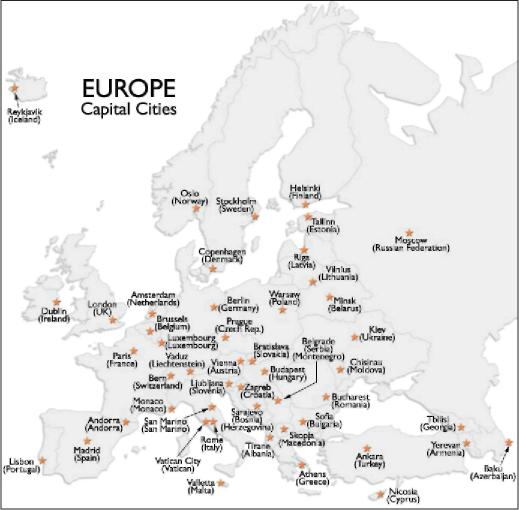 EUROPE
Capital Cities
Reykjavik
(Iceland)
Oslo
(Norway)
Stockholm
(Sweden)
Helsinki
(Finland)
Tallinn
(Estonia)
Moscow
(Russian Federation)
Riga
(Latvia)
Copenhagen
(Denmark)
Vilnius
(Lithuania)
Minsk
(Belarus)
Dublin
(Ireland)
London
(UK)
Amsterdam
(Netherlands)
Berlin
(Germany)
Warsaw
(Poland)
Brussels
(Belgium)
Prague
(Czech Rep.)
Kiev
(Ukraine)
Luxembourg
(Luxembourg)
Paris
(France)
Vaduz
(Liechtenstein)
Vienna
(Austria)
Bratislava
(Slovakia)
Belgrade
(Serbia)
(Montenegro)
Chisinau
(Moldova)
Bern
(Switzerland)
Budapest
(Hungary)
Ljubljana
(Slovenia)
Zagreb
(Croatia)
Bucharest
(Romania)
Monaco
(Monaco)
San Marino
(San Marino)
Sarajevo
(Bosnia)
(Herzegovina)
Sofia
(Bulgaria)
Andorra
(Andorra)
Rome
(Italy)
Skopja
(Macedonia)
Tirane
(Albania)
Tbilisi
(Georgia)
Yerevan
(Armenia)
Madrid
(Spain)
Lisbon
(Portugal)
Vatican City
(Vatican)
Ankara
(Turkey)
Athens
(Greece)
Baku
(Azerbaijan)
Valletta
(Malta)
Nicosia
(Cyprus)